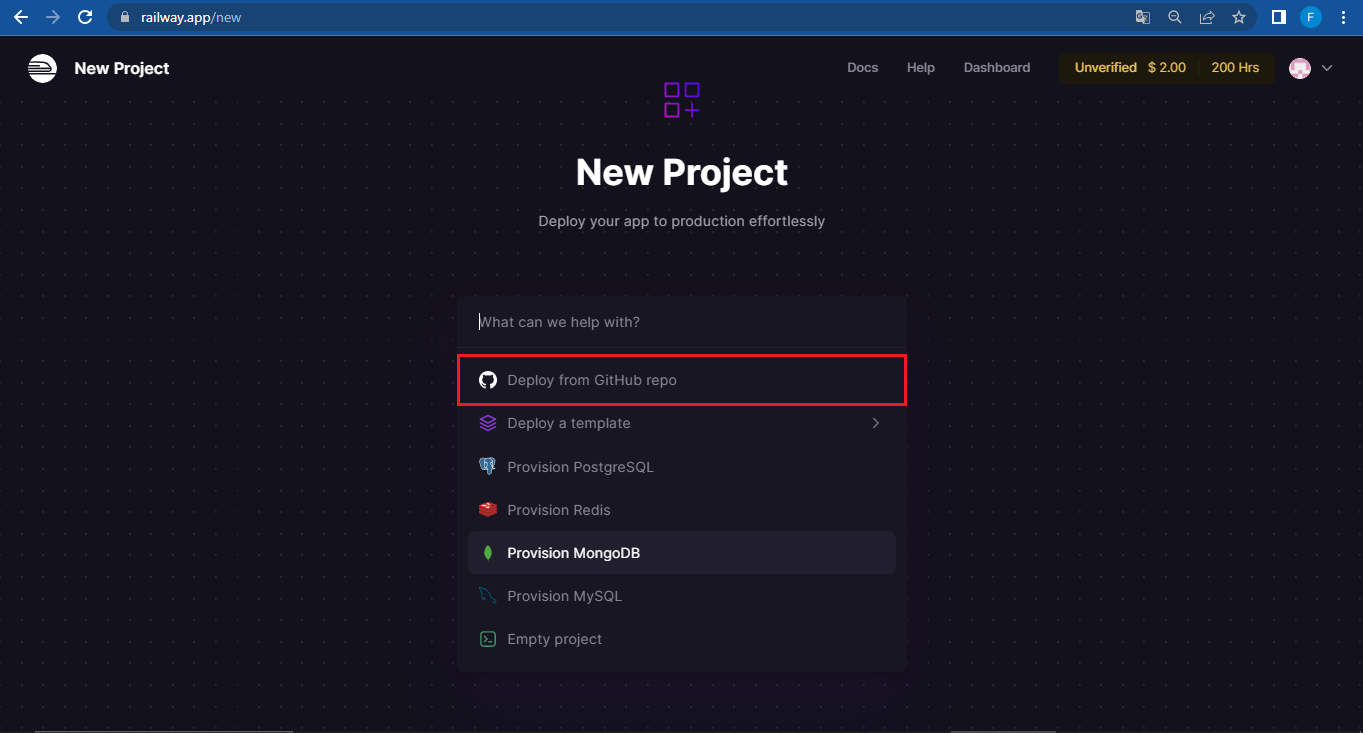 railway.app/new
F
New Project
Docs Help Dashboard Unverified $ 2.00 200 Hrs
New Project
Deploy your app to production effortlessly
What can we help with?
Deploy from GitHub repo
Deploy a template
Provision PostgreSQL
Provision Redis
Provision MongoDB
Provision MySQL
Empty project